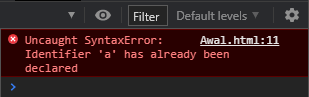 Filter Default levels
Uncaught SyntaxError: Awal.html:11
Identifier 'a' has already been
declared